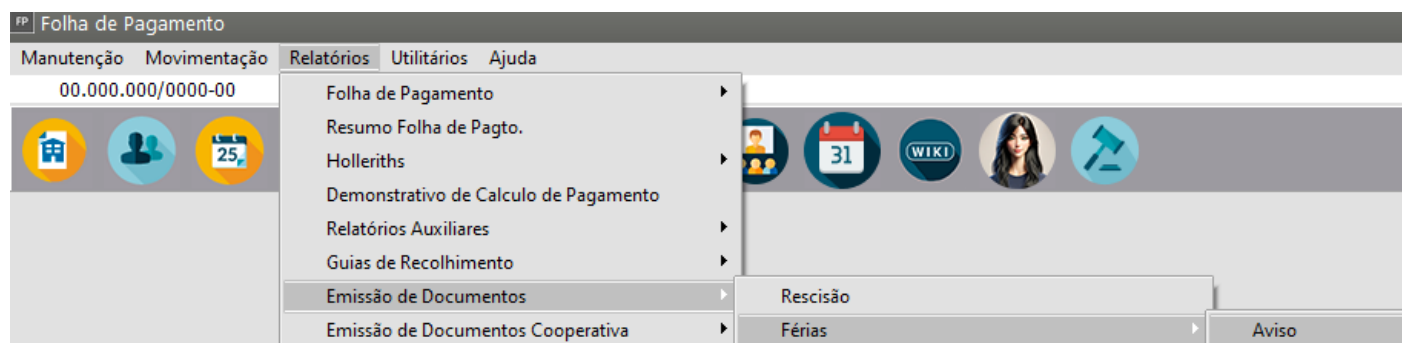 FP Folha de Pagamento
Manutenção Movimentação Relatórios Utilitários Ajuda
00.000.000/0000-00
Folha de Pagamento
Resumo Folha de Pagto.
25
31
WIKI
Holleriths
Demonstrativo de Calculo de Pagamento
Relatórios Auxiliares
Guias de Recolhimento
Emissão de Documentos
Rescisão
Emissão de Documentos Cooperativa
Férias
Aviso